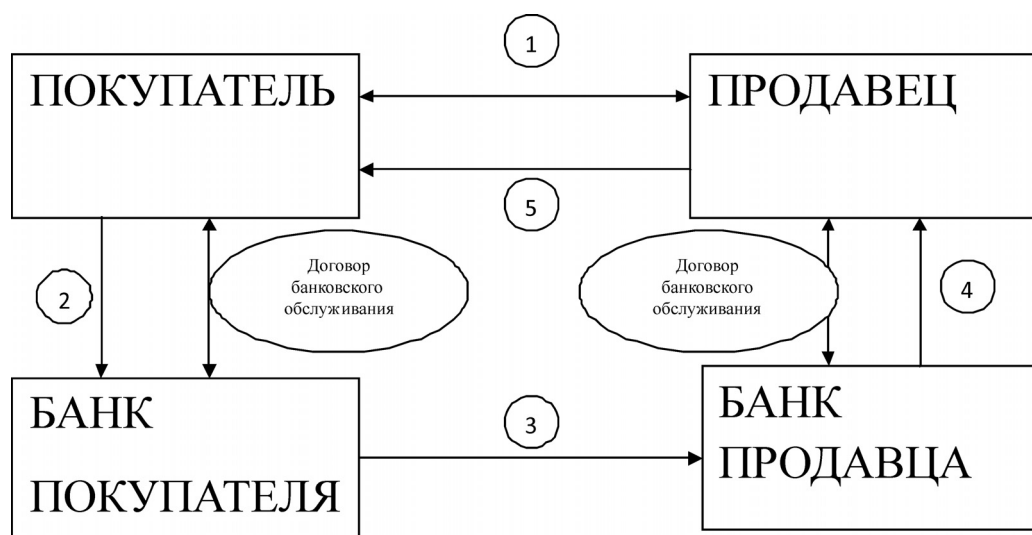 1
ПОКУПАТЕЛЬ
ПРОДАВЕЦ
5
Договор
банковского
обслуживания
Договор
банковского
обслуживания
2
4
БАНК
ПОКУПАТЕЛЯ
3
БАНК
ПРОДАВЦА